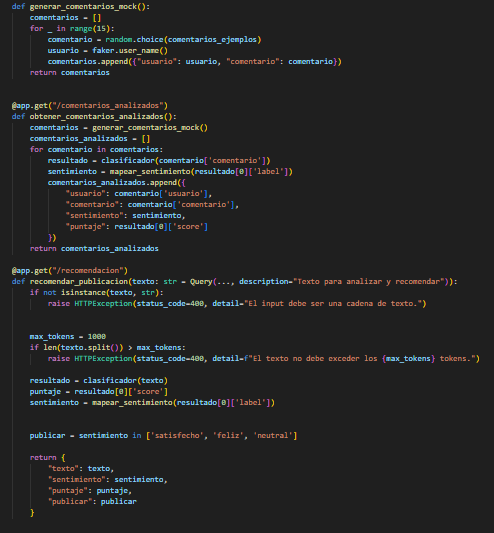 def generar_comentarios_mock():
    comentarios = []
    for _ in range(15):
        comentario = random.choice(comentarios_ejemplos)
        usuario = faker.user_name()
        comentarios.append({"usuario": usuario, "comentario": comentario})
    return comentarios
@app.get("/comentarios_analizados")
def obtener_comentarios_analizados():
    comentarios = generar_comentarios_mock()
    comentarios_analizados = []
    for comentario in comentarios:
        resultado = clasificador(comentario['comentario'])
        sentimiento = mapear_sentimiento(resultado[0]['label'])
        comentarios_analizados.append({
            "usuario": comentario['usuario'],
            "comentario": comentario['comentario'],
            "sentimiento": sentimiento,
            "puntaje": resultado[0]['score']
        })
    return comentarios_analizados
@app.get("/recomendacion")
def recomendar_publicacion(texto: str = Query(..., description="Texto para analizar y recomendar")):
    if not isinstance(texto, str):
        raise HTTPException(status_code=400, detail="El input debe ser una cadena de texto.")
    max_tokens = 1000
    if len(texto.split()) > max_tokens:
        raise HTTPException(status_code=400, detail=f"El texto no debe exceder los {max_tokens} tokens.")
    resultado = clasificador(texto)
    puntaje = resultado[0]['score']
    sentimiento = mapear_sentimiento(resultado[0]['label'])
    publicar = sentimiento in ['satisfecho', 'feliz', 'neutral']
    return {
        "texto": texto,
        "sentimiento": sentimiento,
        "puntaje": puntaje,
        "publicar": publicar
    }